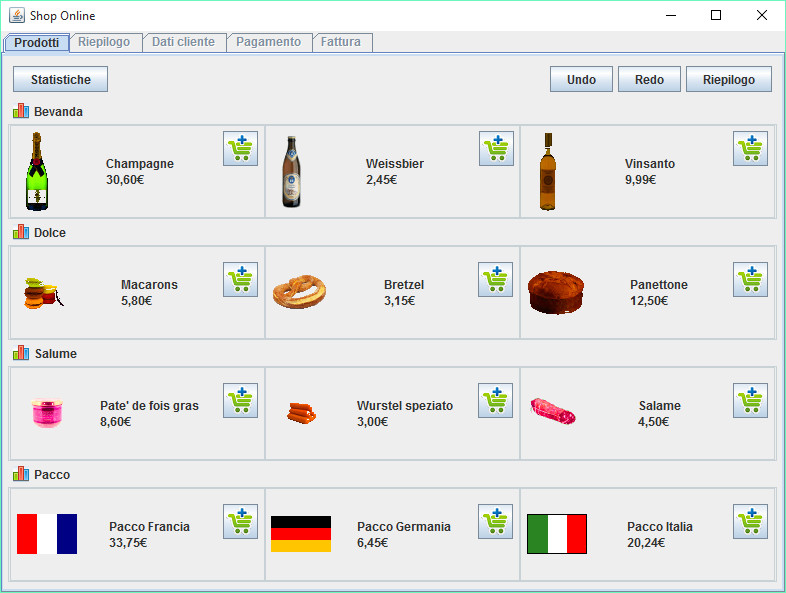 Shop Online
Prodotti Riepilogo Dati cliente Pagamento Fattura
Statistiche Undo Redo Riepilogo
Bevanda
Champagne
30,60€
Weissbier
2,45€
Vinsanto
9,99€
Dolce
Macarons
5,80€
Bretzel
3,15€
Panettone
12,50€
Salume
Pate' de fois gras
8,60€
Wurstel speziato
3,00€
Salame
4,50€
Pacco
Pacco Francia
33,75€
Pacco Germania
6,45€
Pacco Italia
20,24€